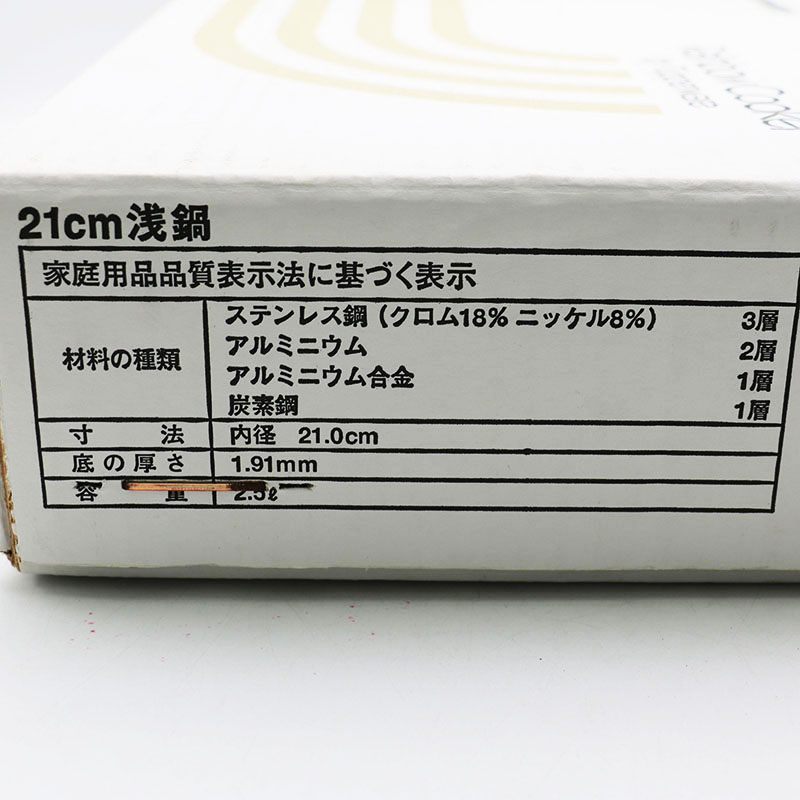 21cm浅鍋
家庭用品品質表示法に基づく表示
材料の種類
ステンレス鋼(クロム18% ニッケル8%) 3層
アルミニウム 2層
アルミニウム合金 1層
炭素鋼 1層
寸法 内径 21.0cm
底の厚さ 1.91mm
容量 2.5ℓ